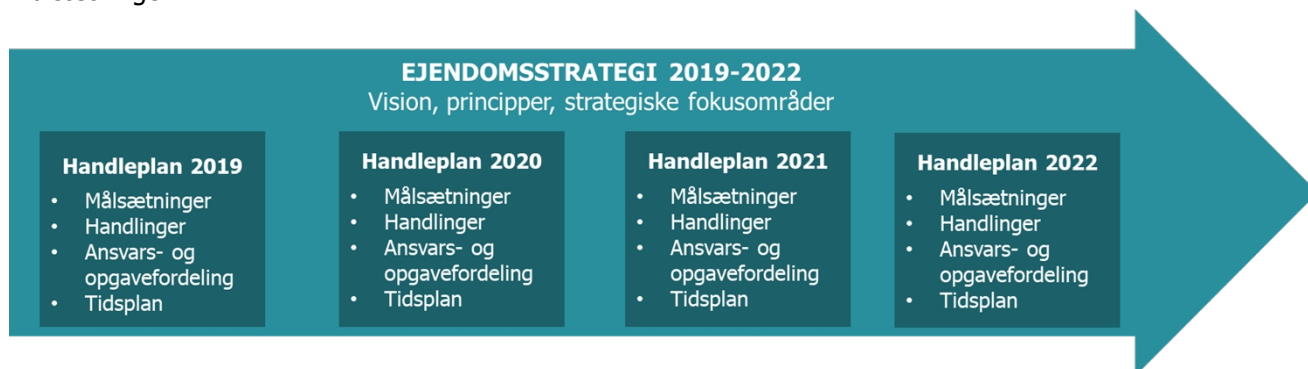 EJENDOMSSTRATEGI 2019-2022
Vision, principper, strategiske fokusområder
Handleplan 2019
• Målsætninger
• Handlinger
• Ansvars- og
opgavefordeling
• Tidsplan
Handleplan 2020
• Målsætninger
• Handlinger
• Ansvars- og
opgavefordeling
• Tidsplan
Handleplan 2021
• Målsætninger
• Handlinger
• Ansvars- og
opgavefordeling
• Tidsplan
Handleplan 2022
• Målsætninger
• Handlinger
• Ansvars- og
opgavefordeling
• Tidsplan